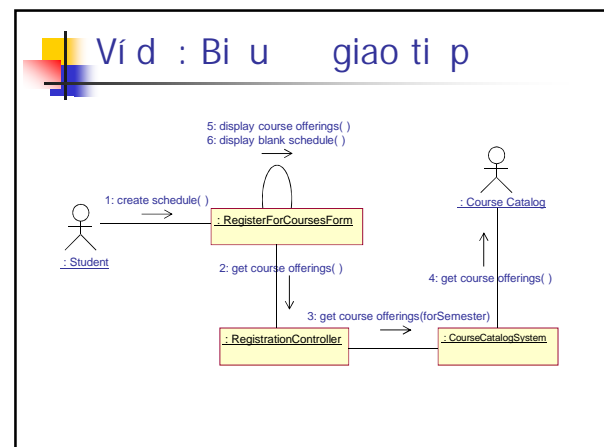 Ví d : Bi u giao ti p
5: display course offerings( )
6: display blank schedule( )
1: create schedule( )
: Student
: RegisterForCoursesForm
: Course Catalog
2: get course offerings( )
4: get course offerings( )
3: get course offerings(forSemester)
: RegistrationController
: CourseCatalogSystem